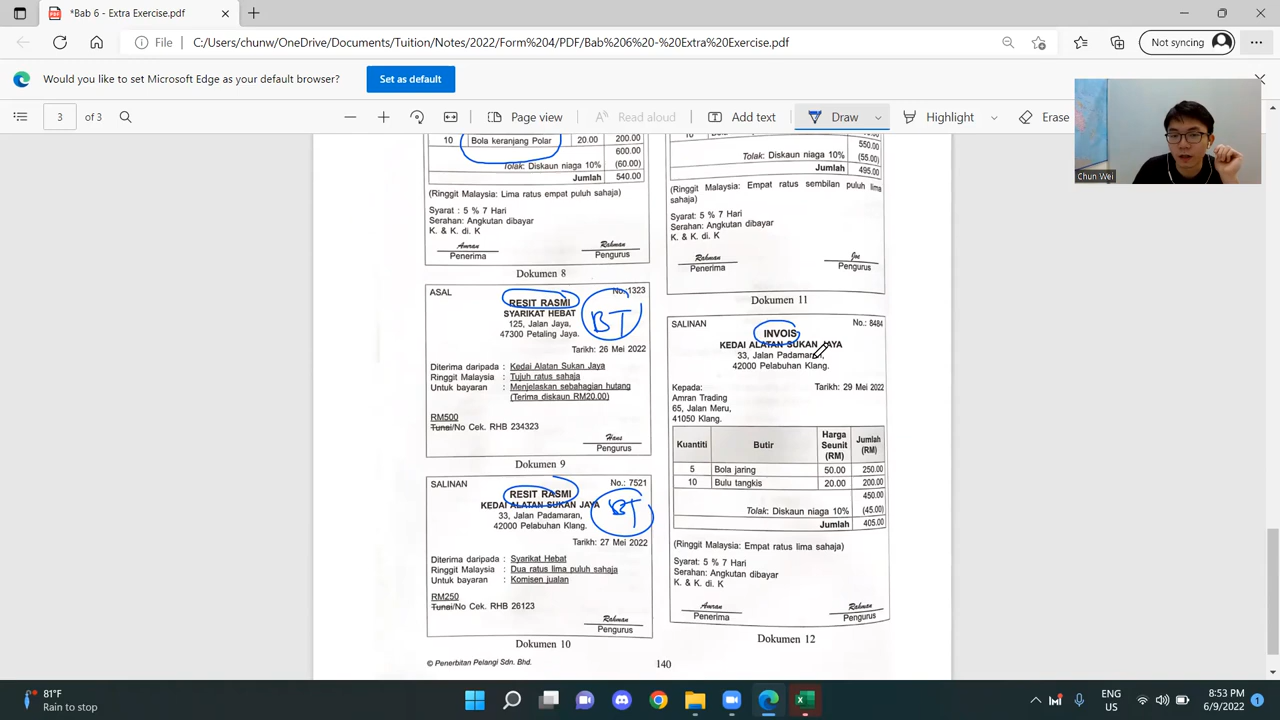 *Bab 6 - Extra Exercise.pdf
File C:/Users/chunw/OneDrive/Documents/Tuition/Notes/2022/Form%204/PDF/Bab%206%20-%20Extra%20Exercise.pdf
Not syncing
Would you like to set Microsoft Edge as your default browser?
Set as default
3 of 3
Page view
Read aloud
Draw
Highlight
Erase
Chun Wei
10 Bola keranjang Polar 20.00 200.00
600.00
Tolak: Diskaun niaga 10% (60.00)
Jumlah 540.00
(Ringgit Malaysia: Lima ratus empat puluh sahaja)
Syarat : 5 % 7 Hari
Serahan: Angkutan dibayar
K. & K. di. K
Amran Rahman
Penerima Pengurus
Dokumen 8
ASAL No.:1323
RESIT RASMI
BT
SYARIKAT HEBAT
125, Jalan Jaya,
47300 Petaling Jaya.
Tarikh: 26 Mei 2022
Diterima daripada : Kedai Alatan Sukan Jaya
Ringgit Malaysia : Tujuh ratus sahaja
Untuk bayaran : Menjelaskan sebahagian hutang
(Terima diskaun RM20.00)
RM500
Tunai/No Cek. RHB 234323
Hans
Pengurus
Dokumen 9
SALINAN No.: 7521
RESIT RASMI
BT
KEDAI ALATAN SUKAN JAYA
33, Jalan Padamaran,
42000 Pelabuhan Klang.
Tarikh: 27 Mei 2022
Diterima daripada : Syarikat Hebat
Ringgit Malaysia : Dua ratus lima puluh sahaja
Untuk bayaran : Komisen jualan
RM250
Tunai/No Cek. RHB 26123
Rahman
Pengurus
Dokumen 10
© Penerbitan Pelangi Sdn. Bhd.
550.00
Tolak: Diskaun niaga 10% (55.00)
Jumlah 495.00
(Ringgit Malaysia: Empat ratus sembilan puluh lima
sahaja)
Syarat: 5 % 7 Hari
Serahan: Angkutan dibayar
K. & K. di. K
Rahman Joe
Penerima Pengurus
Dokumen 11
SALINAN No.: 8484
INVOIS
KEDAI ALATAN SUKAN JAYA
33, Jalan Padamaran,
42000 Pelabuhan Klang.
Kepada: Tarikh: 29 Mei 2022
Amran Trading
65, Jalan Meru,
41050 Klang.
Kuantiti Butir Harga Seunit (RM) Jumlah (RM)
5 Bola jaring 50.00 250.00
10 Bulu tangkis 20.00 200.00
450.00
Tolak: Diskaun niaga 10% (45.00)
Jumlah 405.00
(Ringgit Malaysia: Empat ratus lima sahaja)
Syarat: 5 % 7 Hari
Serahan: Angkutan dibayar
K. & K. di. K
Amran Rahman
Penerima Pengurus
Dokumen 12
140
81°F
Rain to stop
ENG
US
8:53 PM
6/9/2022